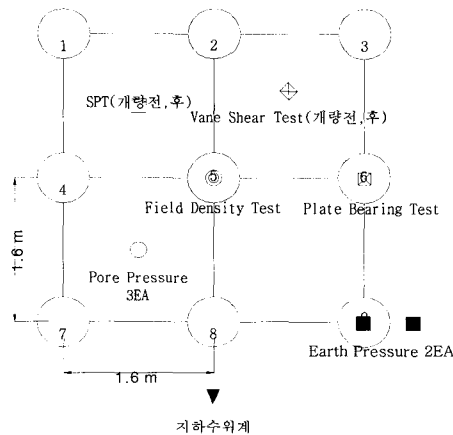 1 2 3
SPT(개량전,후)
Vane Shear Test(개량전,후)
4 5 6
Field Density Test Plate Bearing Test
1.6 m
Pore Pressure
3EA
7 8 9
Earth Pressure 2EA
1.6 m
지하수위계